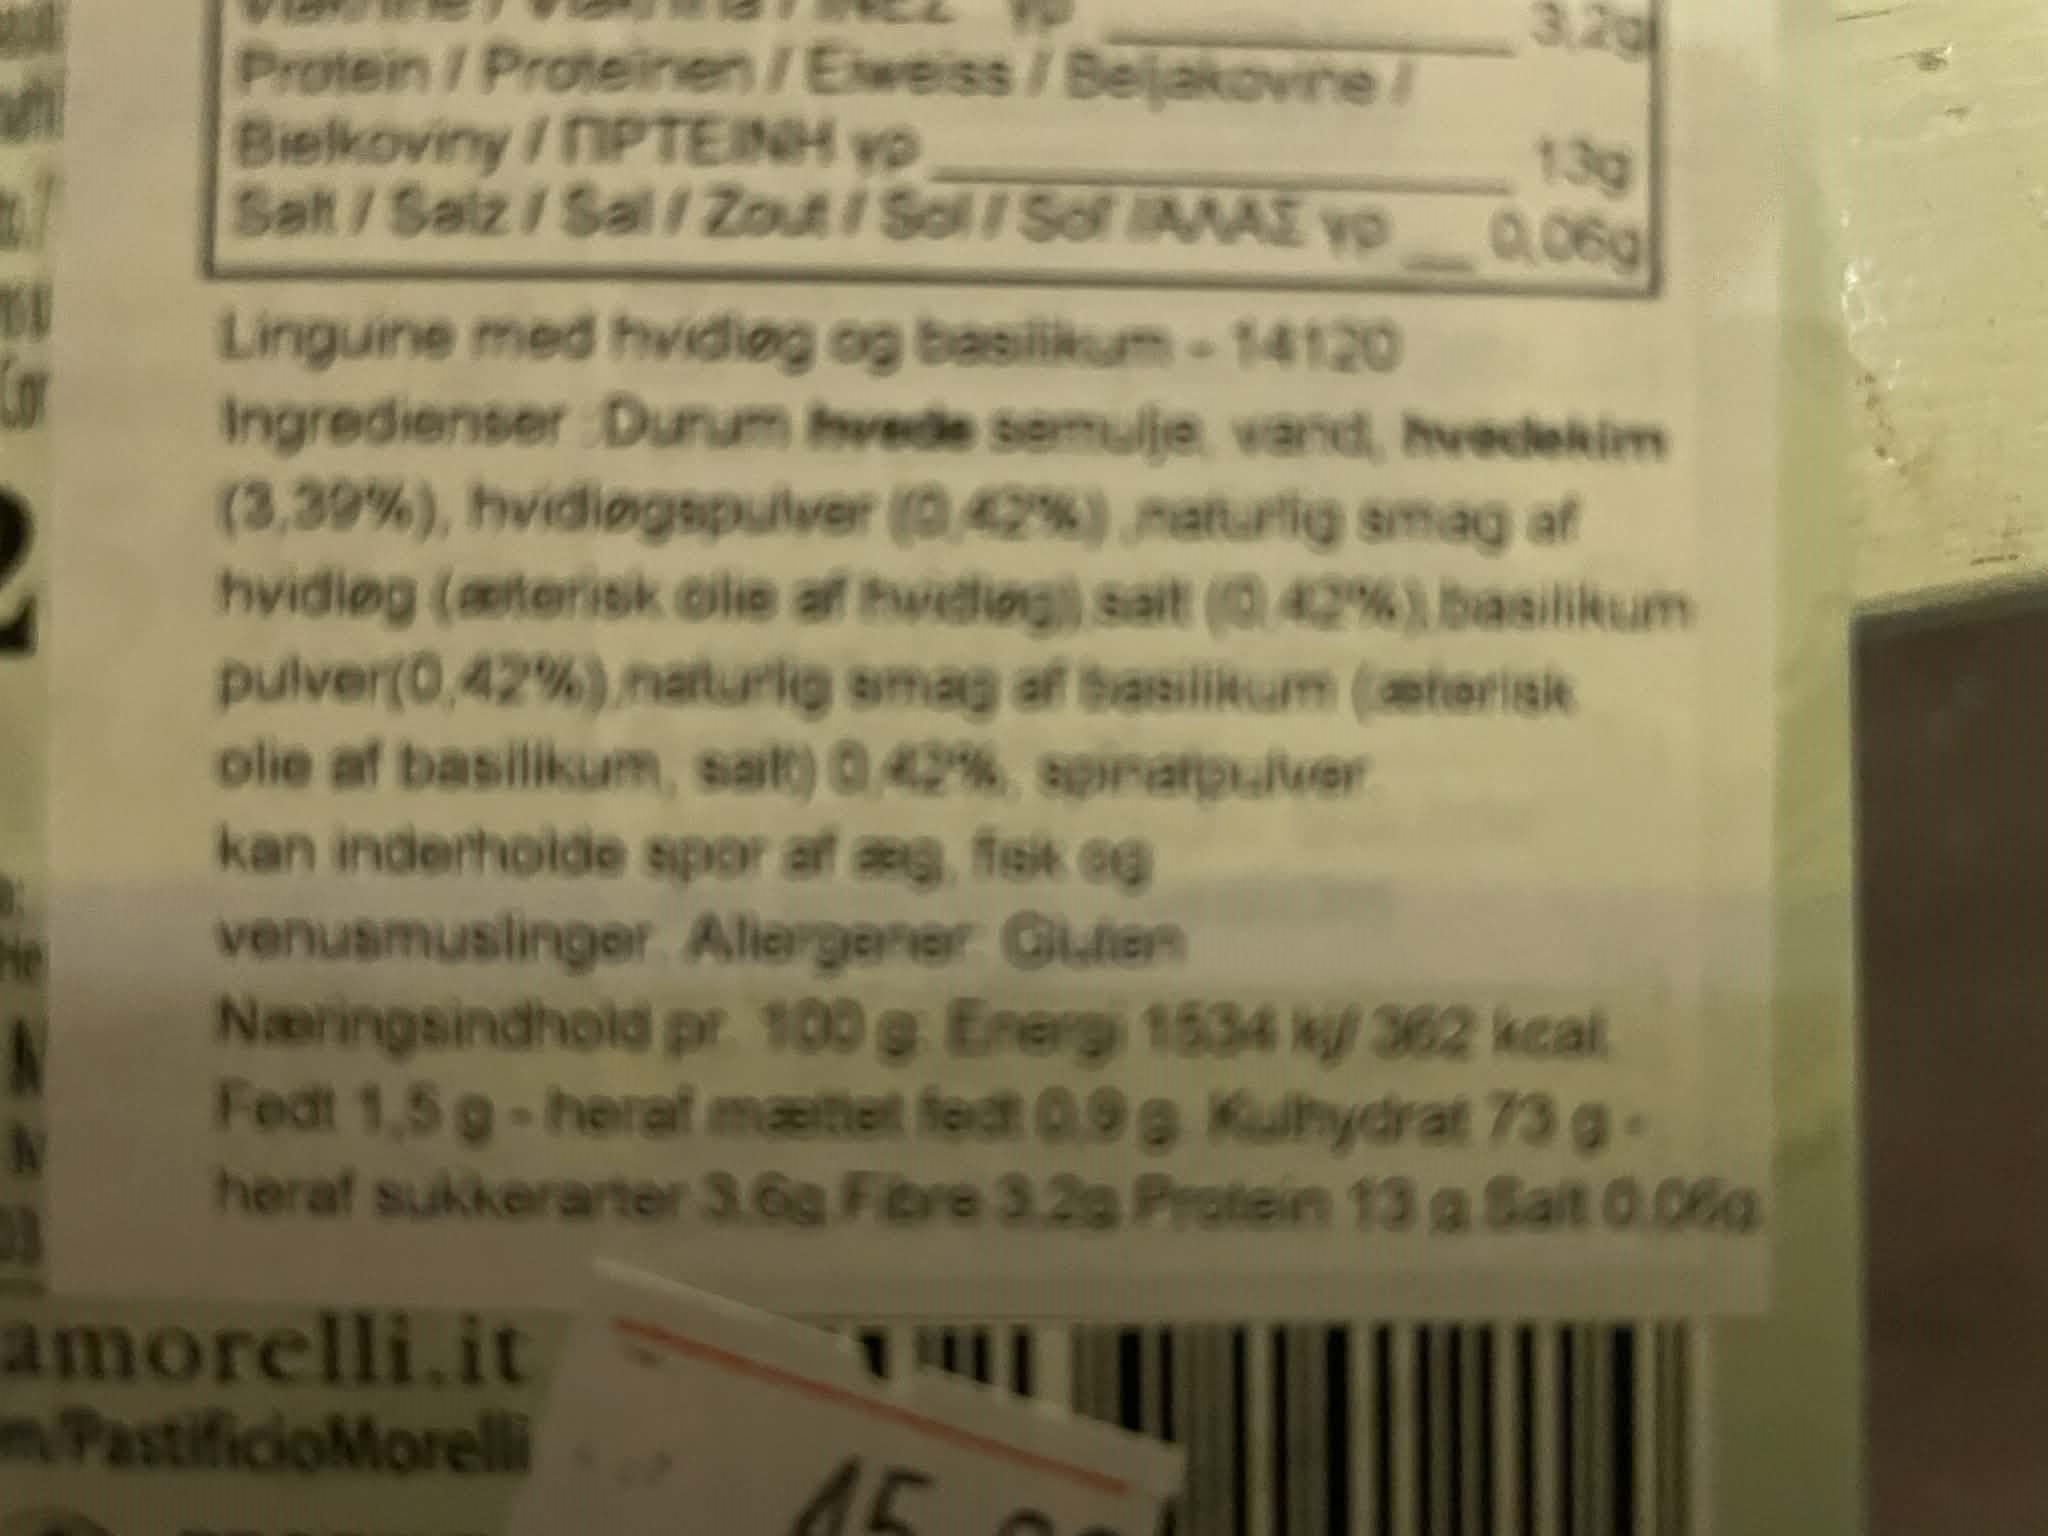 3,2g
Protein / Proteinen / Eiweiss / Beljakovine /
Bielkoviny / ΠΡΤΕΙΝΗ γρ 13g
Salt / Salz / Sal / Zout / Sol / Sof /ΑΛΑΣ γρ 0,06g
Linguine med hvidløg og basilikum - 14120
Ingredienser :Durum hvede semulje, vand, hvedekim
(3,39%), hvidløgspulver (0,42%) ,naturlig smag af
hvidløg (æterisk olie af hvidløg),salt (0,42%),basilikum
pulver(0,42%),naturlig smag af basilikum (æterisk
olie af basilikum, salt) 0,42%, spinatpulver.
kan inderholde spor af æg, fisk og
venusmuslinger. Allergener: Gluten
Næringsindhold pr. 100 g: Energi 1534 kj/ 362 kcal.
Fedt 1,5 g - heraf mættet fedt 0,9 g. Kulhydrat 73 g -
heraf sukkerarter 3.6g Fibre 3.2g Protein 13 g Salt 0.06g
amorelli.it
m/PastificioMorelli
45